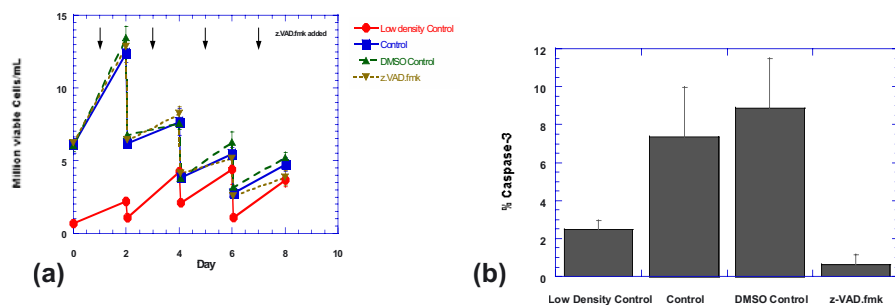 15
10
5
0
0
2
4
6
8
10
Million viable Cells/mL
Day
z.VAD.fmk added
Low density Control
Control
DMSO Control
z.VAD.fmk
(a)
12
10
8
6
4
2
0
% Caspase-3
Low Density Control
Control
DMSO Control
z-VAD.fmk
(b)